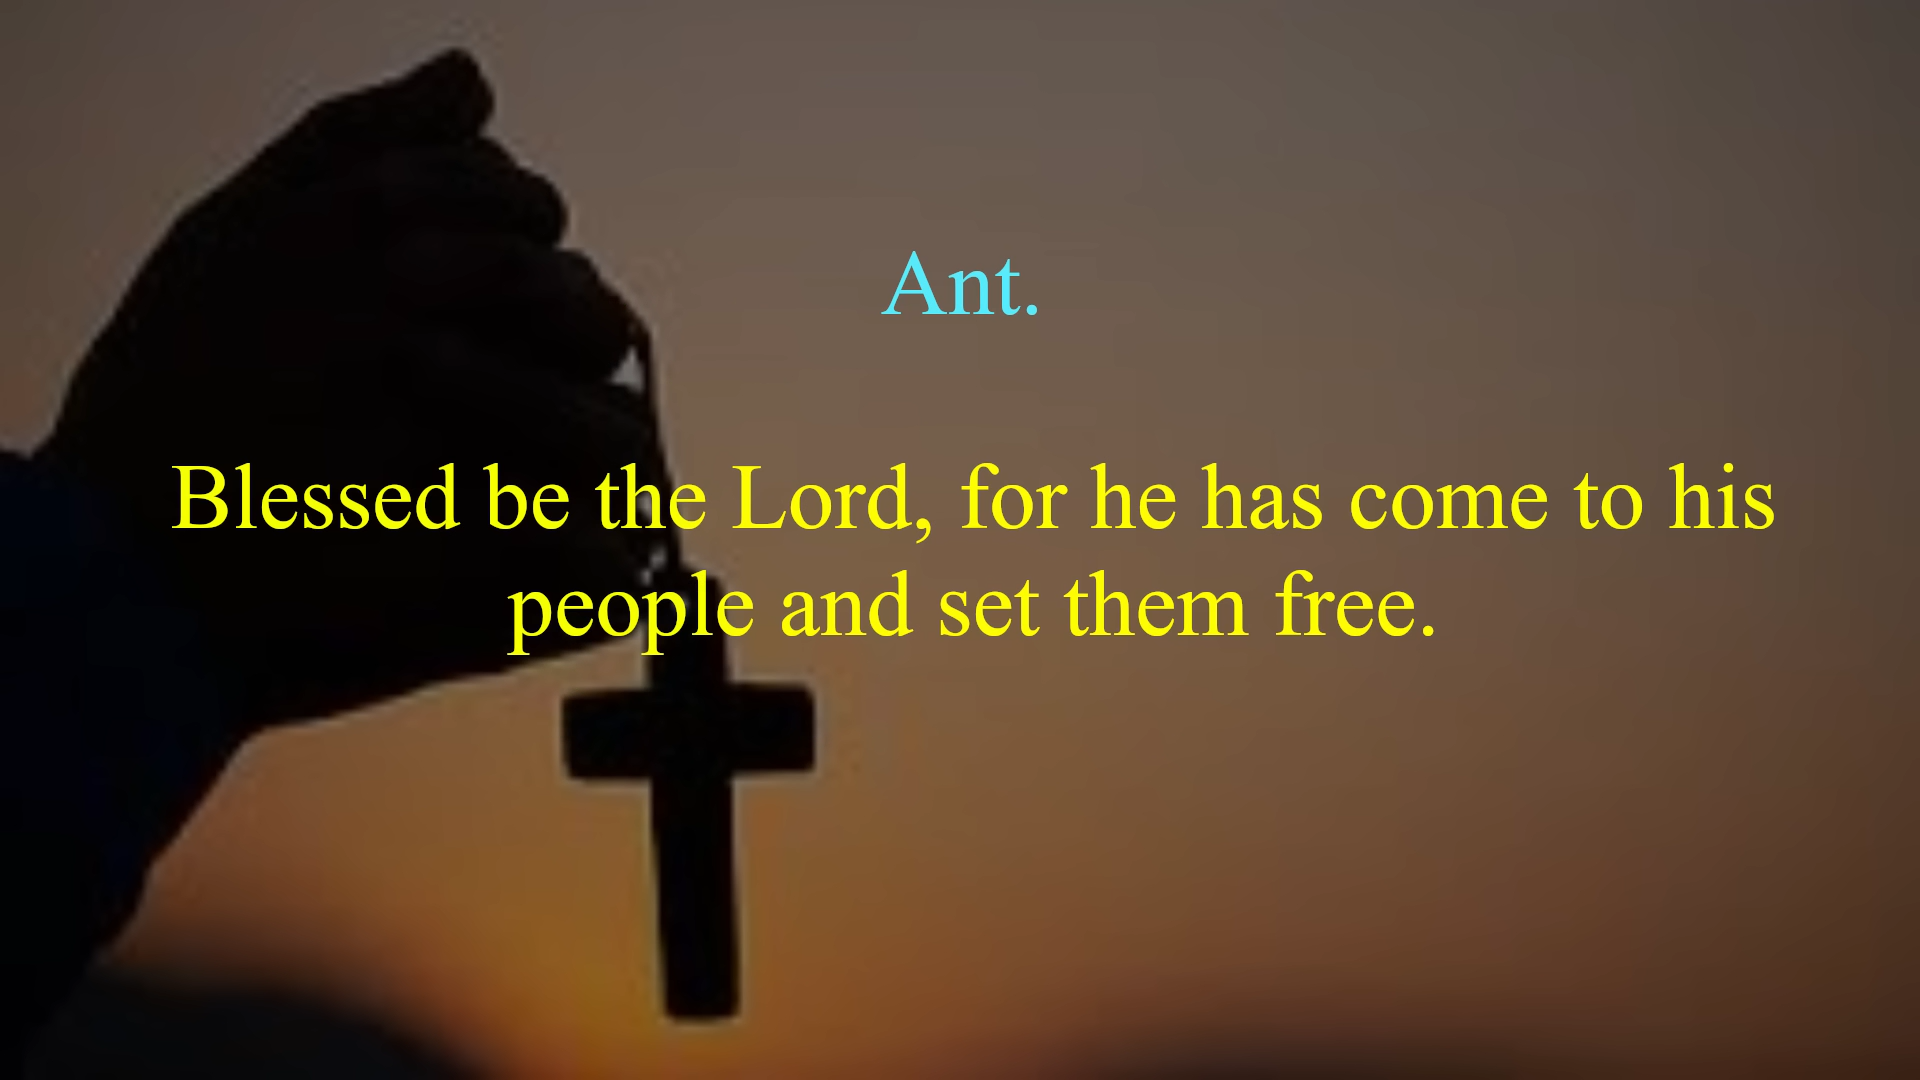 Ant.
Blessed be the Lord, for he has come to his
people and set them free.